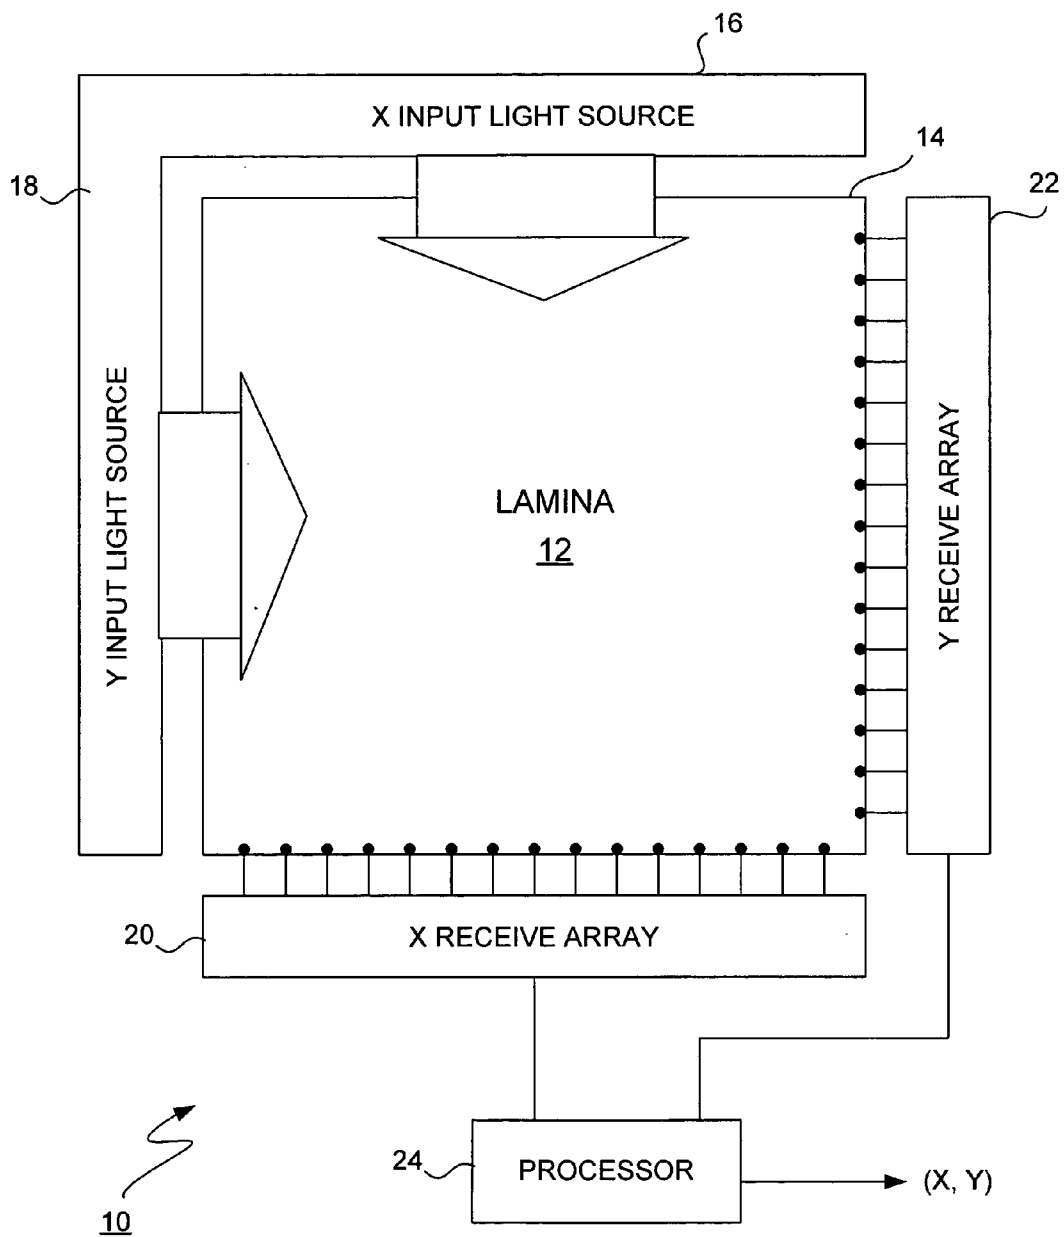 16
X INPUT LIGHT SOURCE
14
18
22
Y INPUT LIGHT SOURCE
LAMINA
12
Y RECEIVE ARRAY
20
X RECEIVE ARRAY
24
PROCESSOR
(X, Y)
10